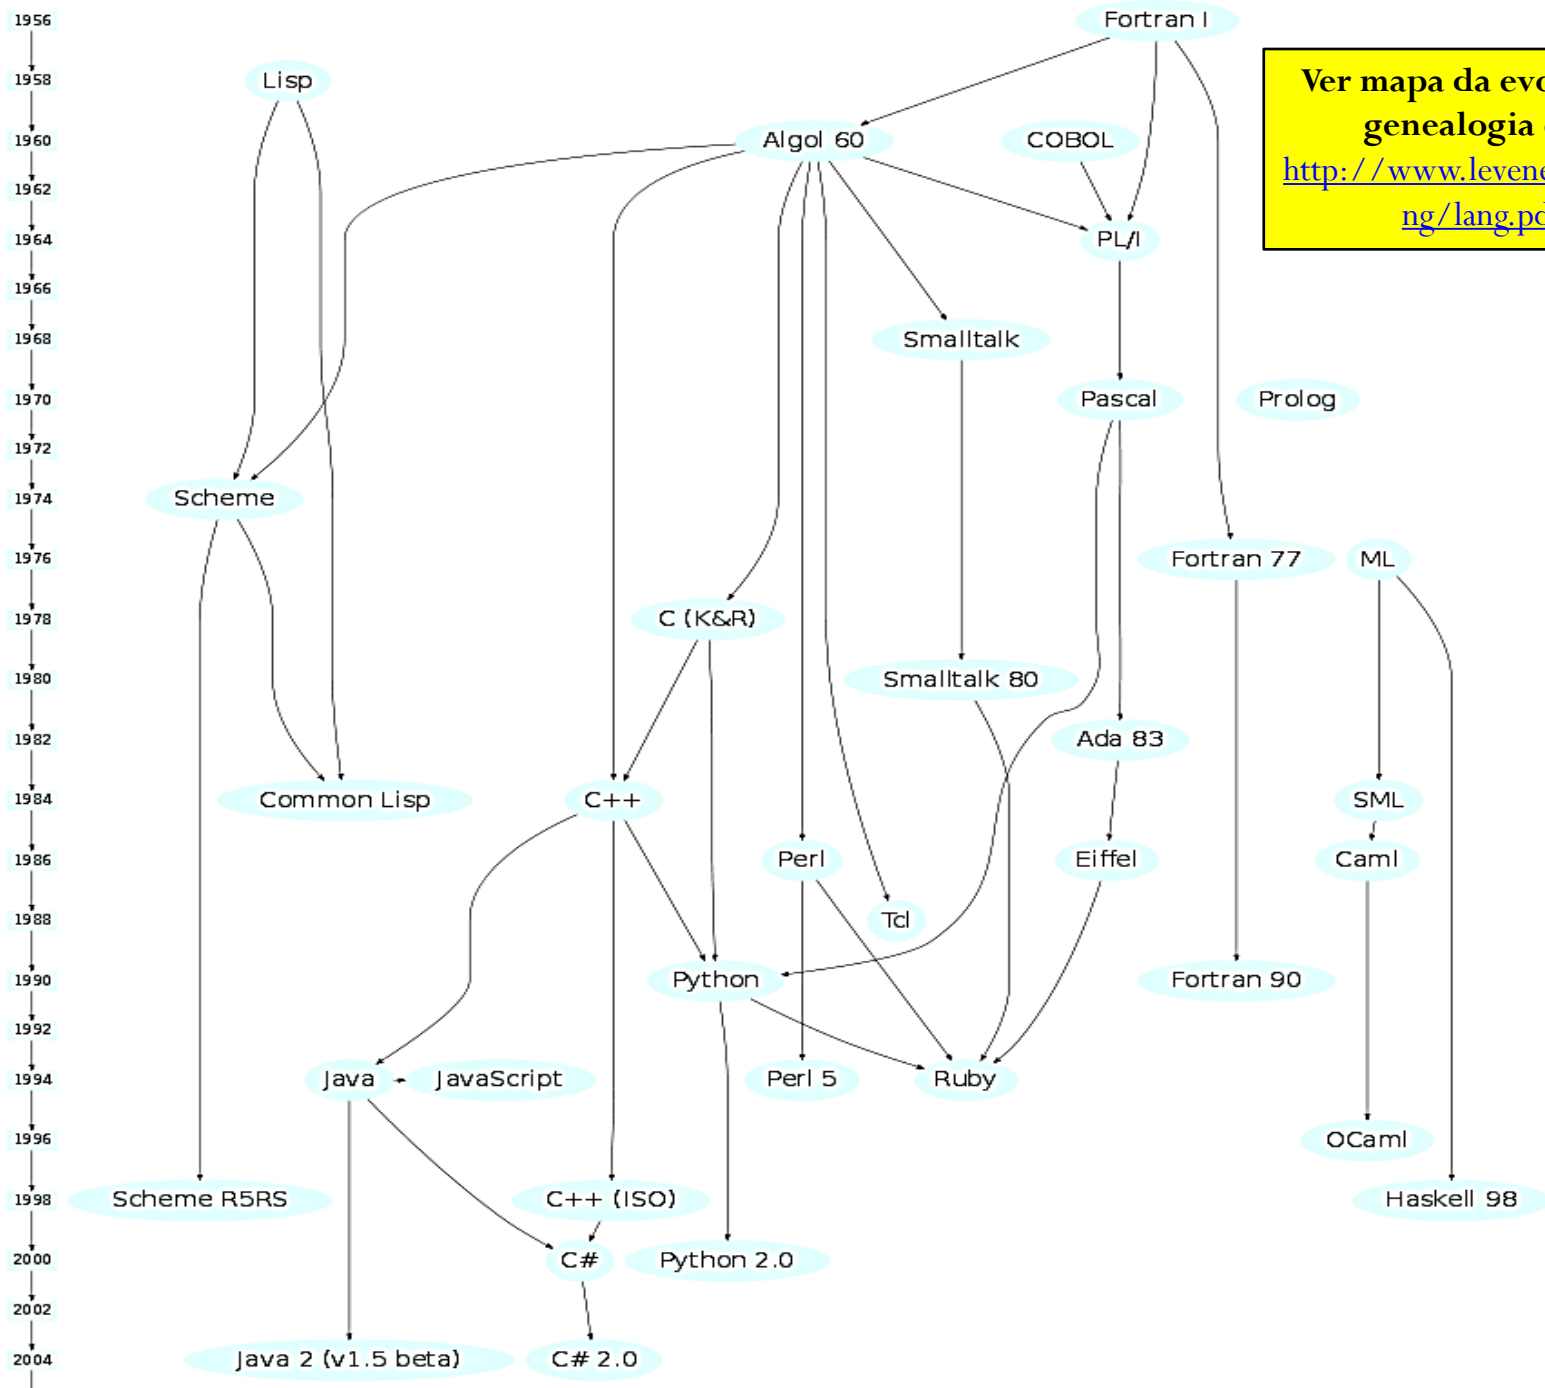 1956 Fortran I
Ver mapa da
genealogia
http://www.levene
ng/lang.pd
1958 Lisp
1960 Algol 60 COBOL
1962
1964 PL/I
1966
1968 Smalltalk
1970 Pascal Prolog
1972
1974 Scheme
1976 Fortran 77 ML
1978 C (K&R)
1980 Smalltalk 80
1982 Ada 83
1984 Common Lisp C++ SML
1986 Perl Eiffel Caml
1988 Tcl
1990 Python Fortran 90
1992
1994 Java JavaScript Perl 5 Ruby
1996 OCaml
1998 Scheme R5RS C++ (ISO) Haskell 98
2000 C# Python 2.0
2002
2004 Java 2 (v1.5 beta) C# 2.0